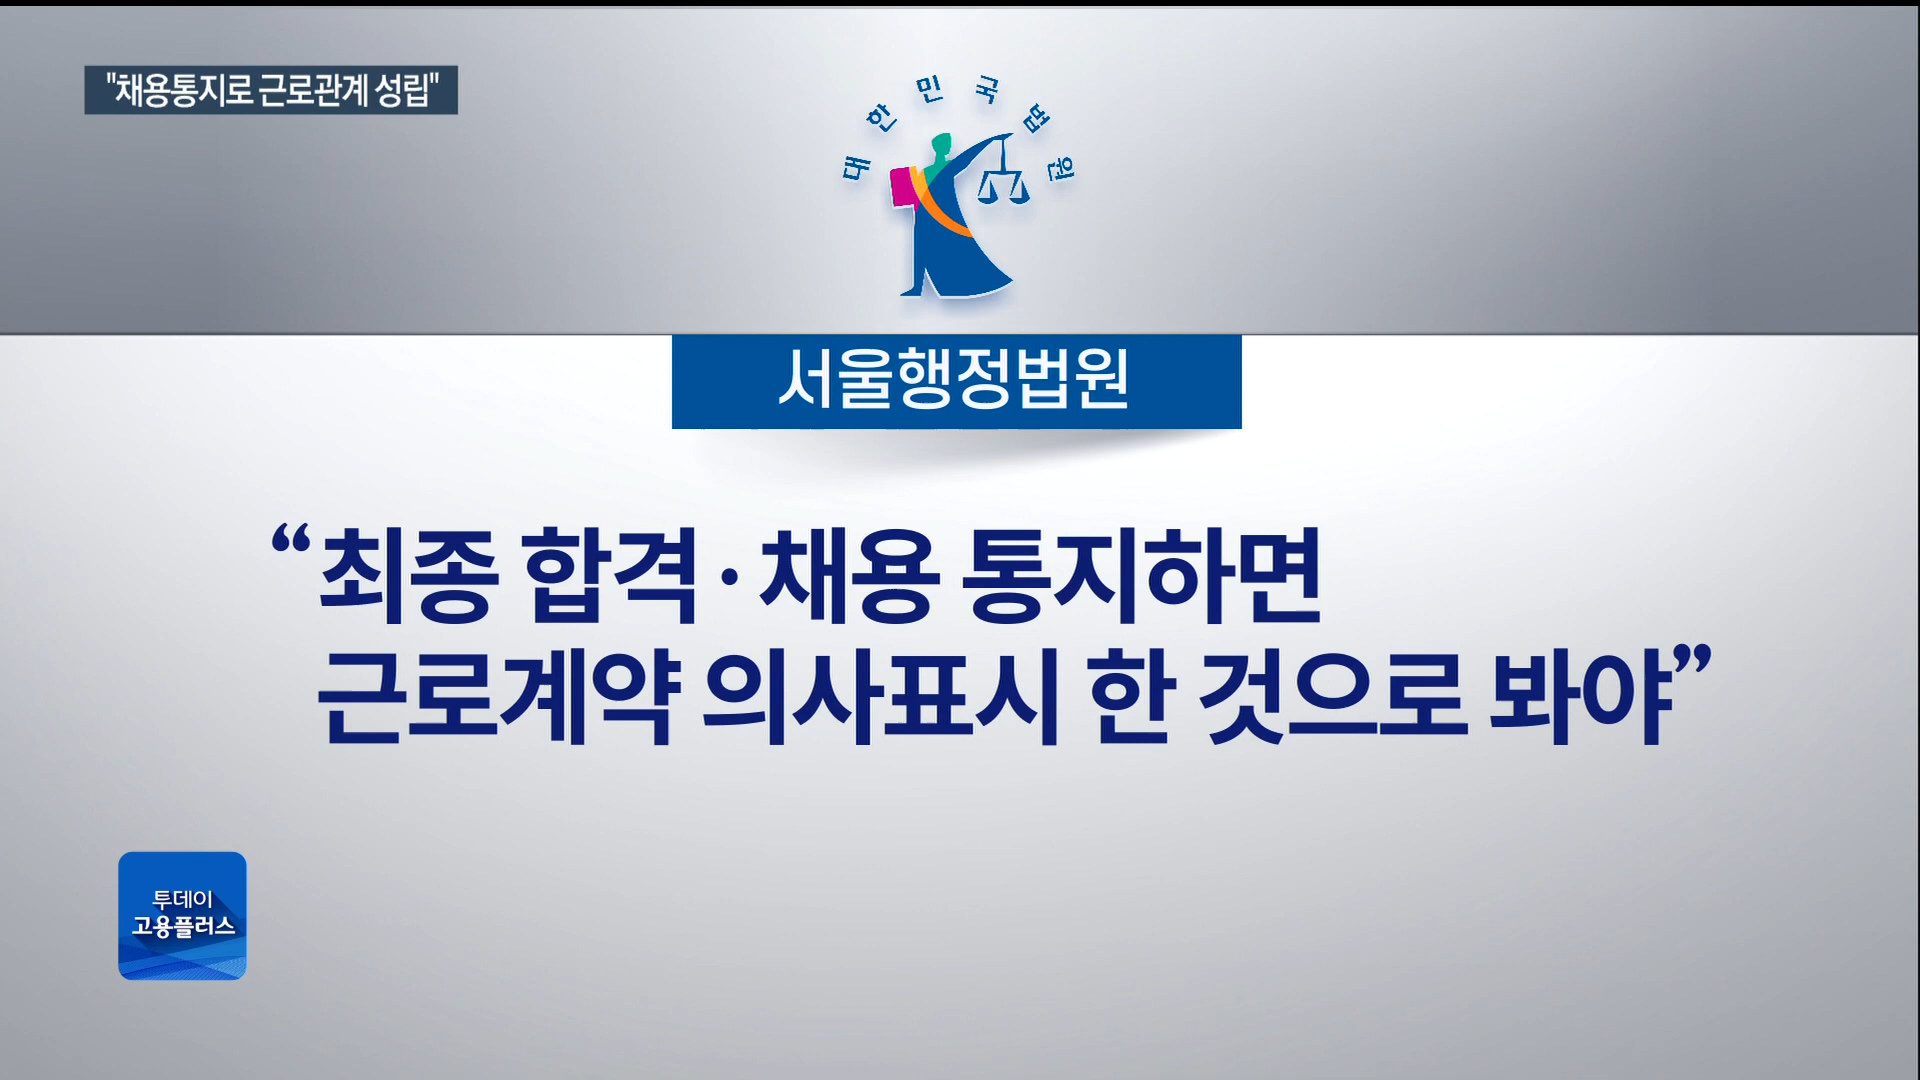 "채용통지로 근로관계 성립"
대한민국법원
서울행정법원
“최종 합격·채용 통지하면
근로계약 의사표시 한 것으로 봐야”
투데이
고용플러스